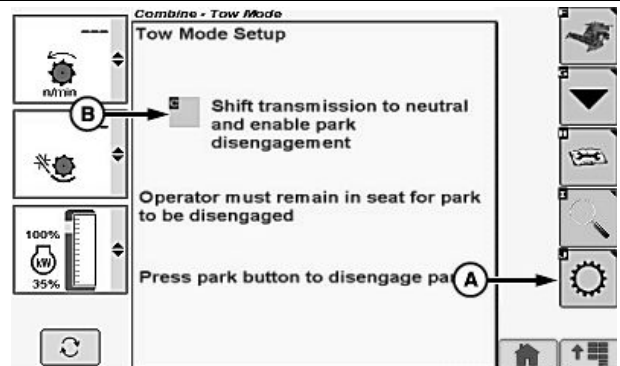 Combine - Tow Mode
Tow Mode Setup
---
n/min
B
C
Shift transmission to neutral
and enable park
disengagement
Operator must remain in seat for park
to be disengaged
100%
kW
35%
Press park button to disengage
A